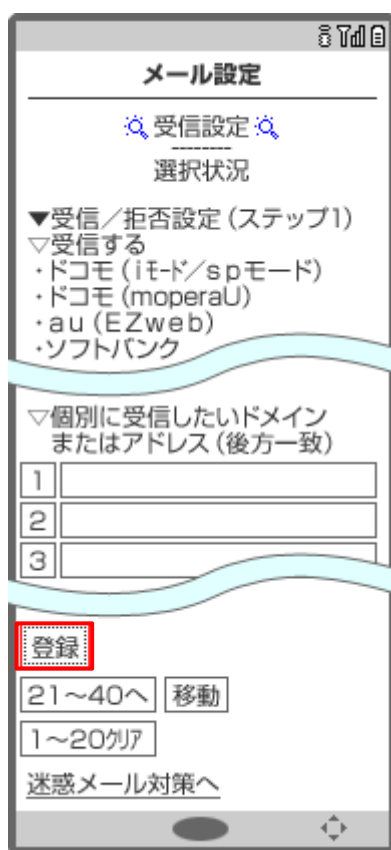 メール設定
受信設定
--------
選択状況
▼受信／拒否設定（ステップ1）
▽受信する
・ドコモ（iﾓｰﾄﾞ／spモード）
・ドコモ（moperaU）
・au（EZweb）
・ソフトバンク
▽個別に受信したいドメイン
またはアドレス（後方一致）
1
2
3
登録
21～40へ 移動
1～20ｸﾘｱ
迷惑メール対策へ